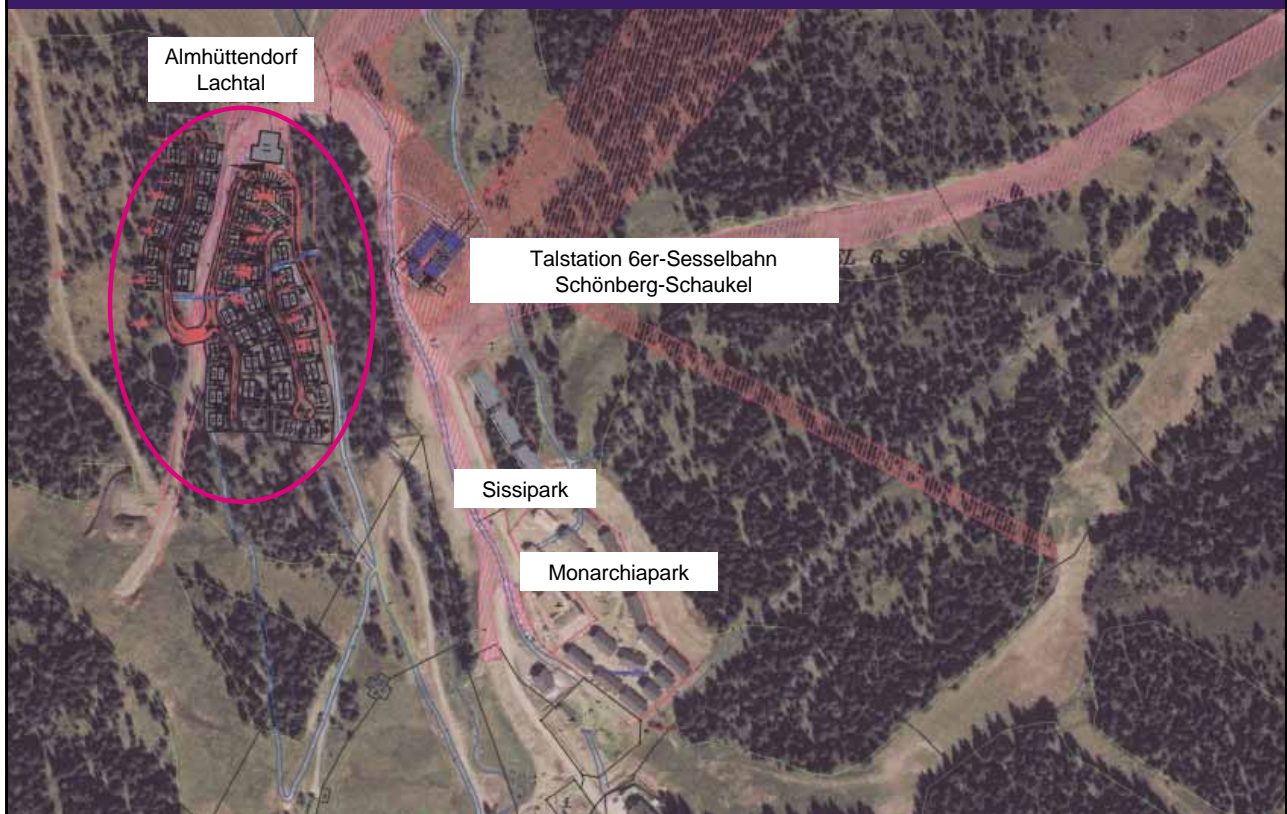 Almhüttendorf
Lachtal
Talstation 6er-Sesselbahn
Schönberg-Schaukel
Sissipark
Monarchiapark